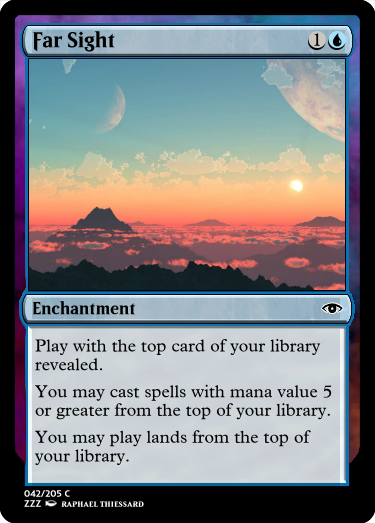 Far Sight 1
Enchantment
Play with the top card of your library
revealed.
You may cast spells with mana value 5
or greater from the top of your library.
You may play lands from the top of
your library.
042/205 C
ZZZ RAPHAEL THIESSARD